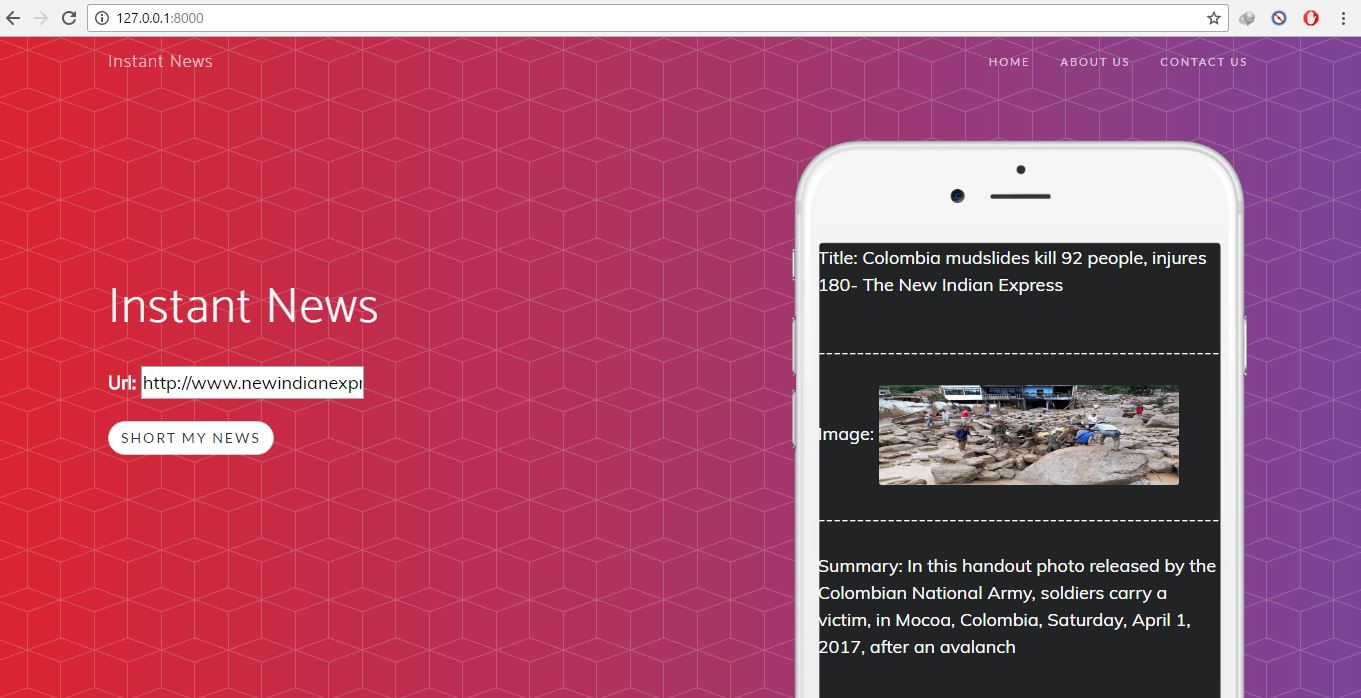 127.0.0.1:8000
Instant News
HOME
ABOUT US
CONTACT US
Instant News
Url: http://www.newindianexpr
SHORT MY NEWS
Title: Colombia mudslides kill 92 people, injures
180- The New Indian Express
Image:
Summary: In this handout photo released by the
Colombian National Army, soldiers carry a
victim, in Mocoa, Colombia, Saturday, April 1,
2017, after an avalanch